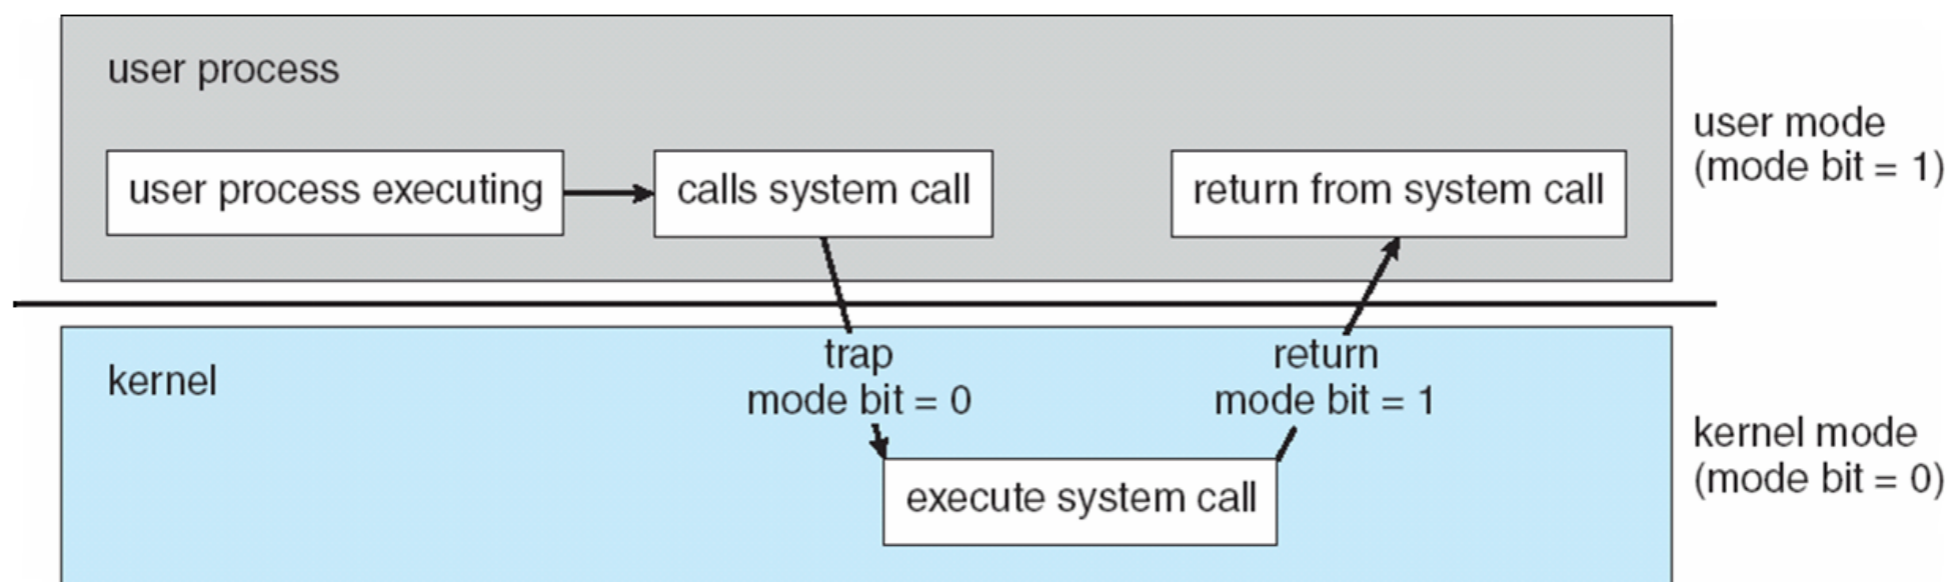 user process
user process executing
calls system call
return from system call
user mode
(mode bit = 1)
kernel
trap
mode bit = 0
return
mode bit = 1
execute system call
kernel mode
(mode bit = 0)